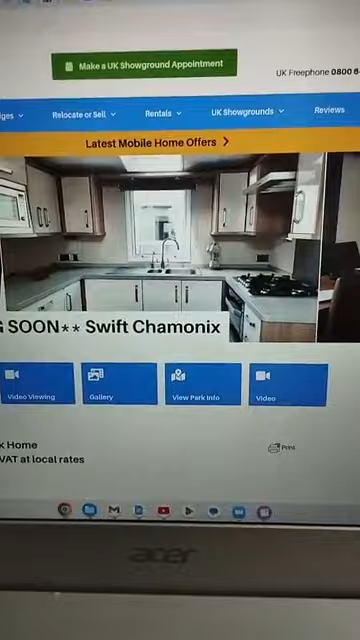 Make a UK Showground Appointment
UK Freephone 0800 6
ges
Relocate or Sell
Rentals
UK Showgrounds
Reviews
Latest Mobile Home Offers
G SOON** Swift Chamonix
Video Viewing
Gallery
View Park Info
Video
k Home
VAT at local rates
Print
acer